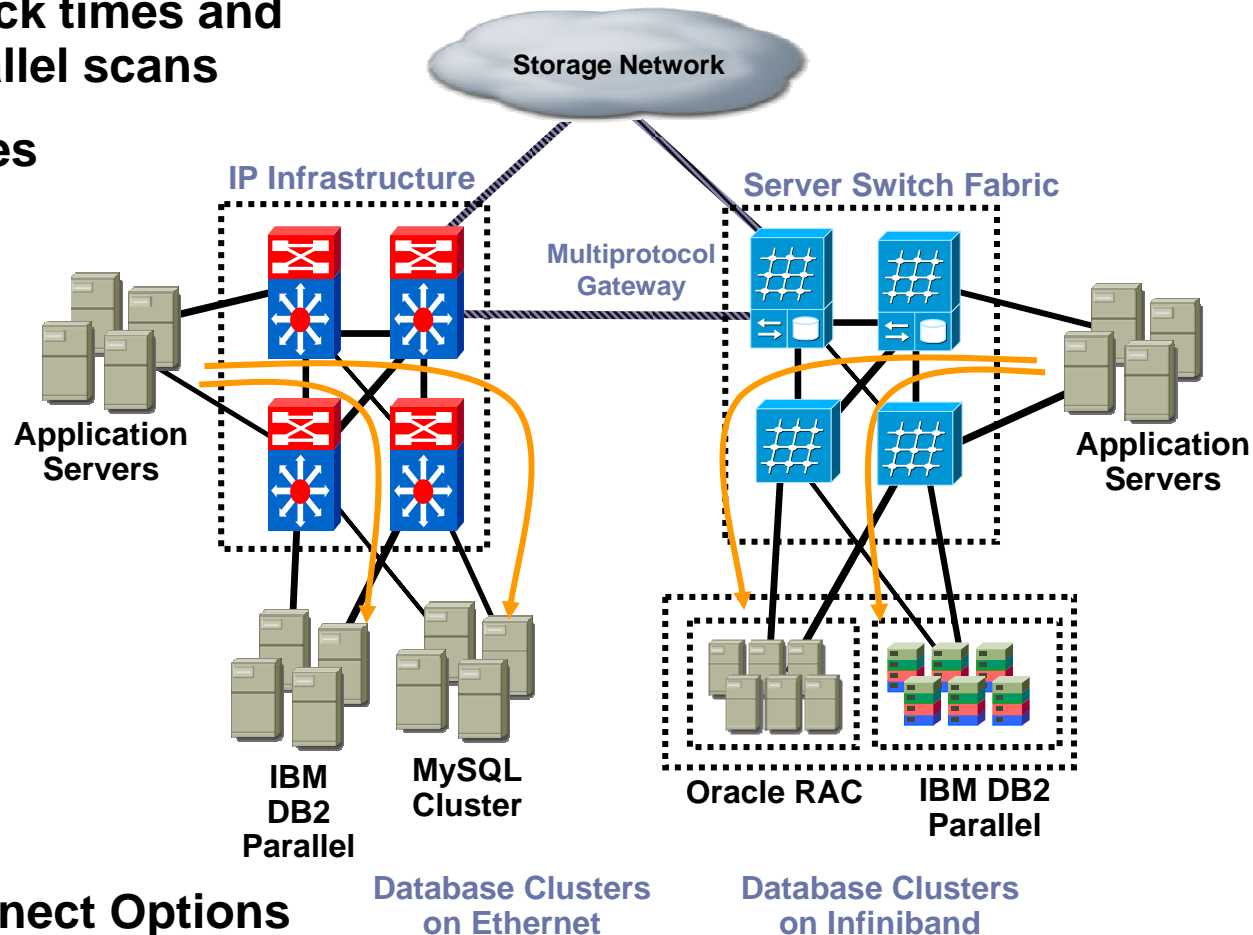 ck times and
allel scans
es
Storage Network
IP Infrastructure
Server Switch Fabric
Multiprotocol
Gateway
Application
Servers
Application
Servers
IBM
DB2
Parallel
MySQL
Cluster
Oracle RAC
IBM DB2
Parallel
Database Clusters
on Ethernet
Database Clusters
on Infiniband
nect Options